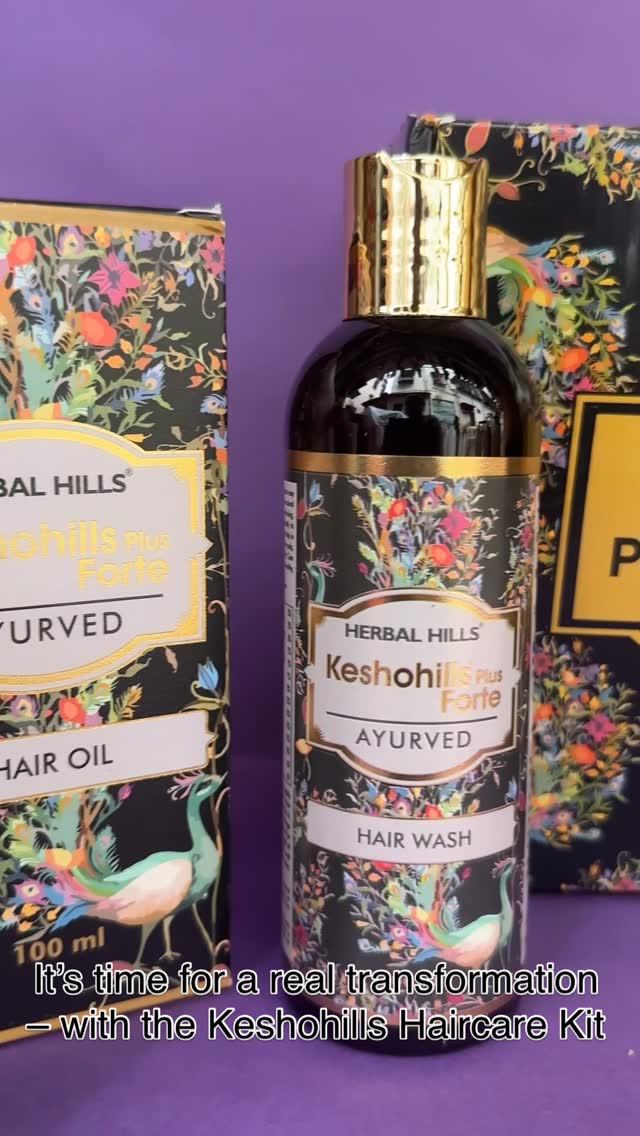 BAL HILLS®
ohills Plus
Forte
YURVED
HAIR OIL
100 ml
HERBAL HILLS®
Keshohills Plus
Forte
AYURVED
HAIR WASH
P
It's time for a real transformation
– with the Keshohills Haircare Kit